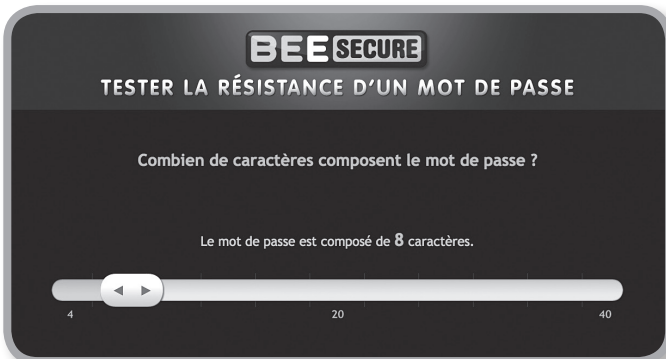 BEE SECURE
TESTER LA RÉSISTANCE D'UN MOT DE PASSE
Combien de caractères composent le mot de passe ?
Le mot de passe est composé de 8 caractères.
4 20 40